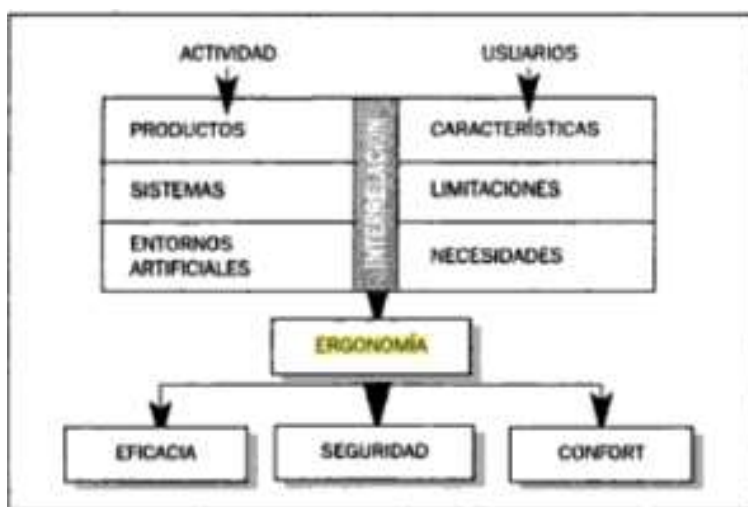 ACTIVIDAD
USUARIOS
PRODUCTOS
CARACTERÍSTICAS
SISTEMAS
LIMITACIONES
ENTORNOS
ARTIFICIALES
NECESIDADES
INTERRELACIÓN
ERGONOMÍA
EFICACIA
SEGURIDAD
CONFORT